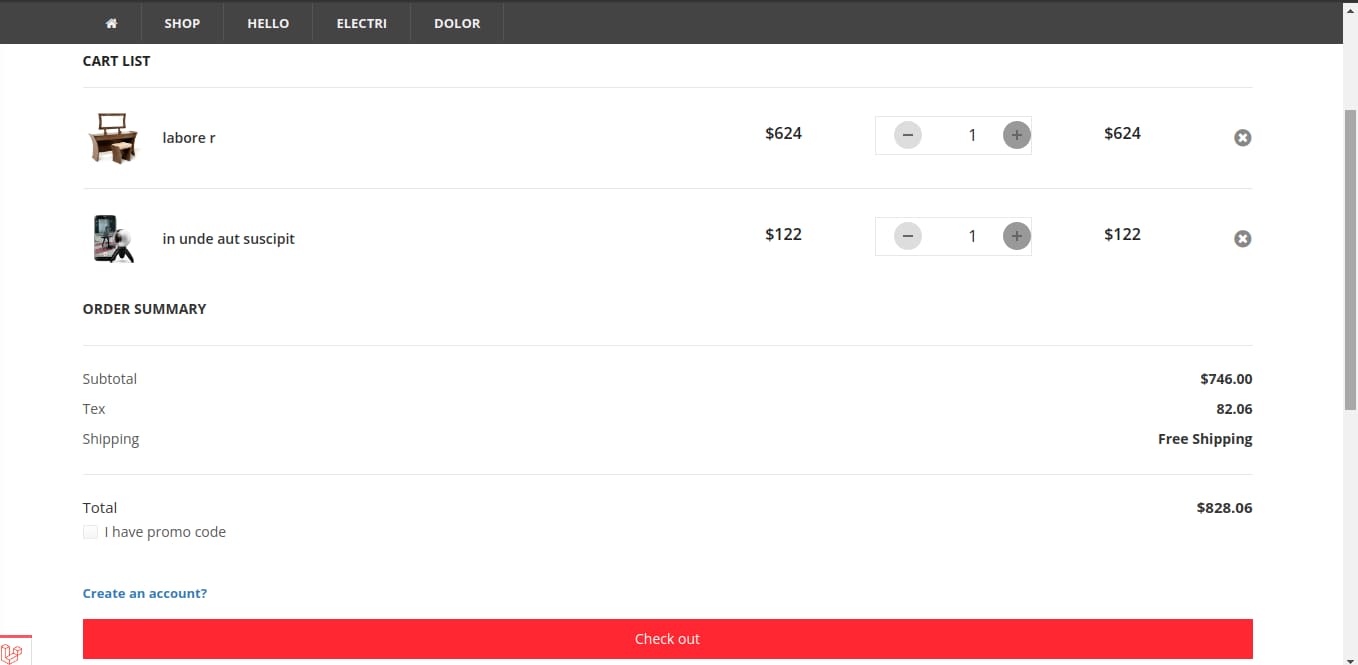 SHOP HELLO ELECTRI DOLOR
CART LIST
labore r $624 − 1 + $624
in unde aut suscipit $122 − 1 + $122
ORDER SUMMARY
Subtotal $746.00
Tex 82.06
Shipping Free Shipping
Total $828.06
I have promo code
Create an account?
Check out